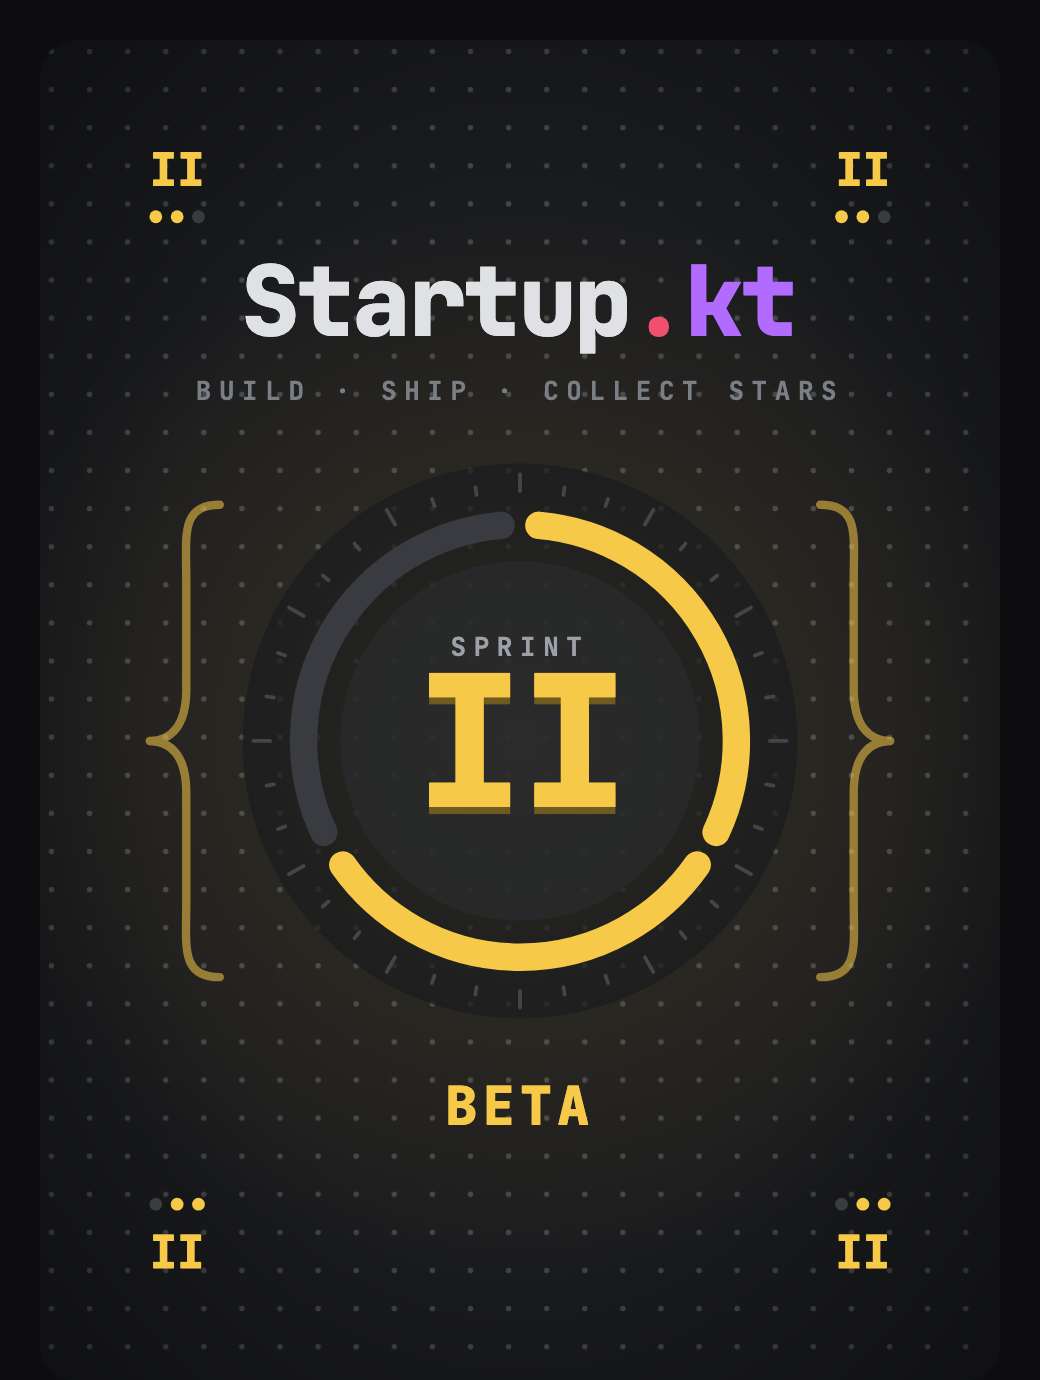 II II
Startup.kt
BUILD · SHIP · COLLECT STARS
SPRINT
II
BETA
II II